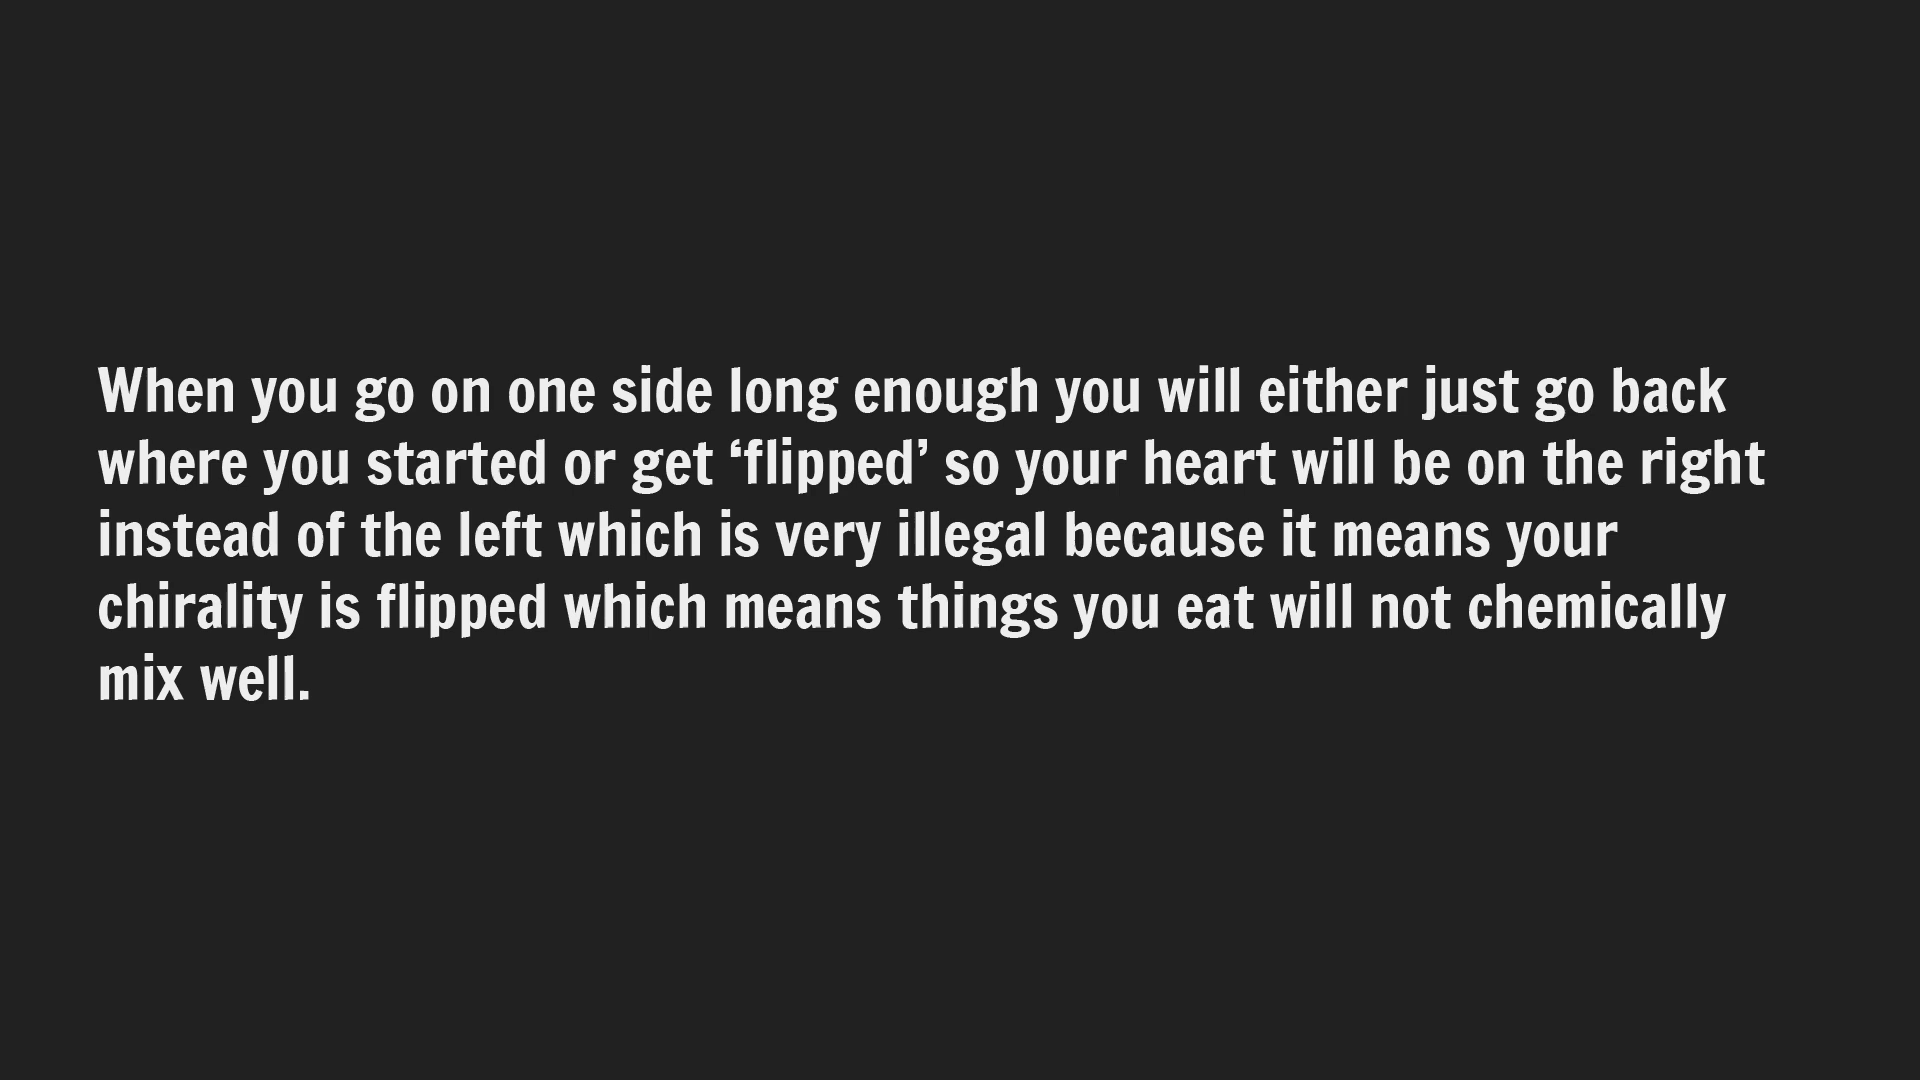 When you go on one side long enough you will either just go back
where you started or get ‘flipped’ so your heart will be on the right
instead of the left which is very illegal because it means your
chirality is flipped which means things you eat will not chemically
mix well.